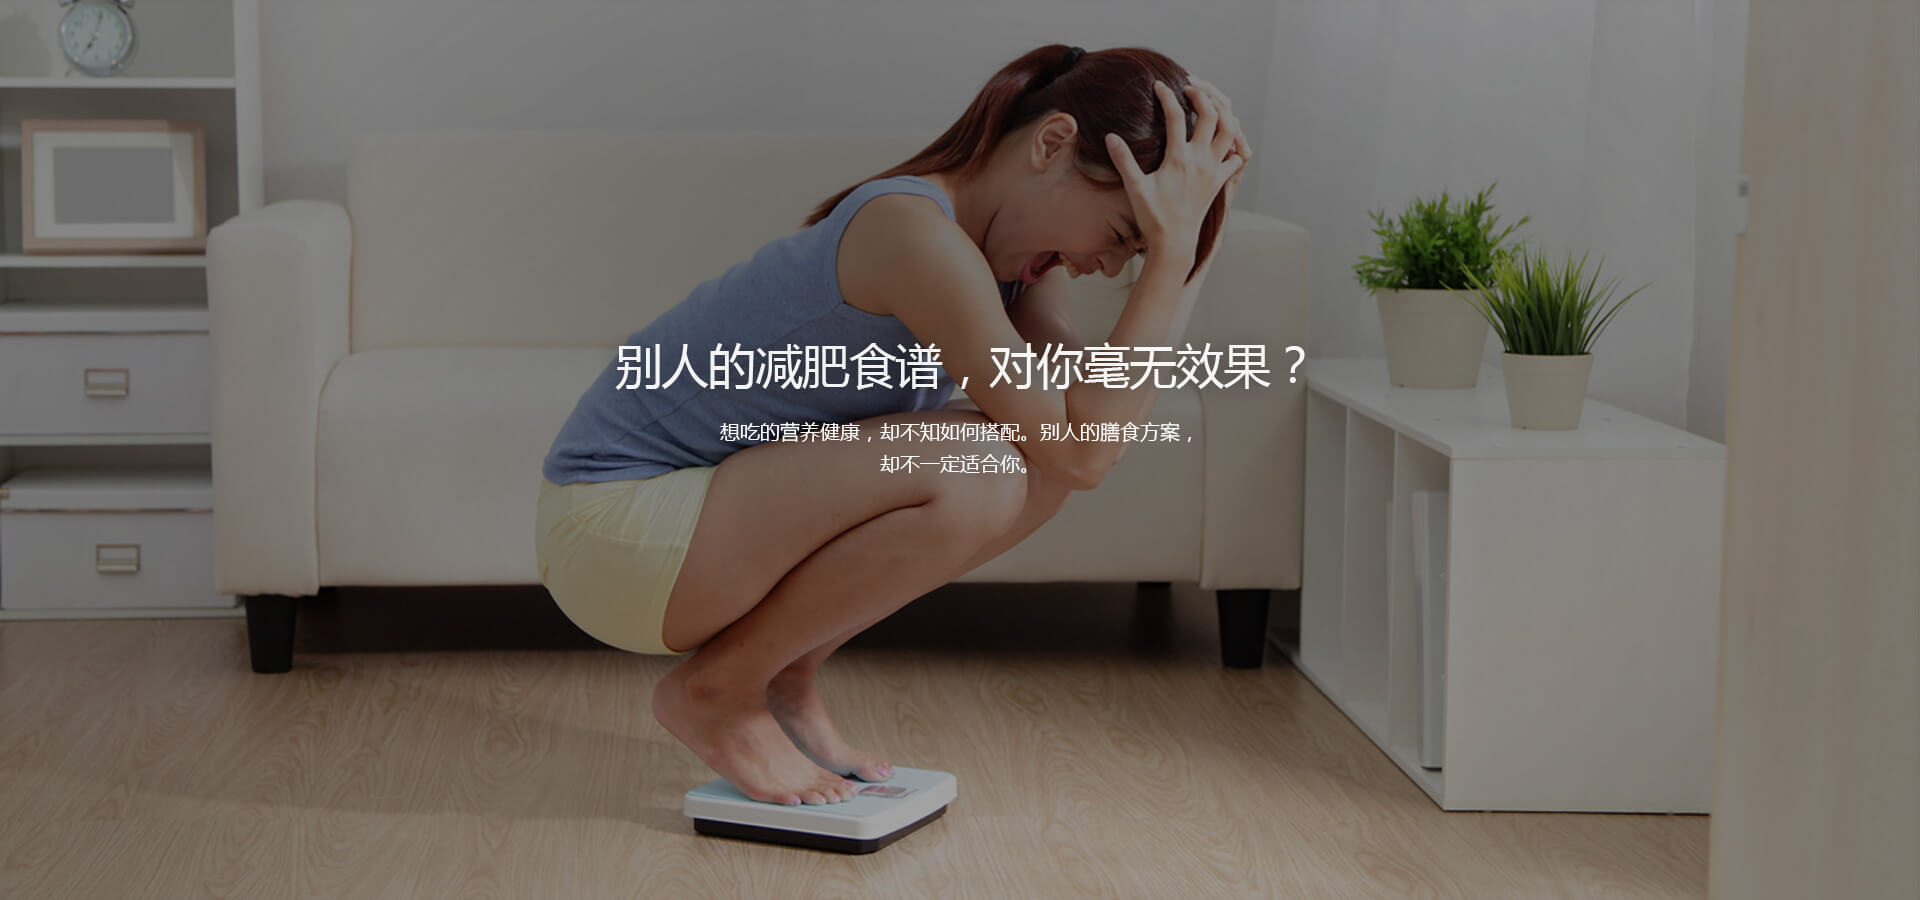 别人的减肥食谱，对你毫无效果？
想吃的营养健康，却不知如何搭配。别人的膳食方案，
却不一定适合你。